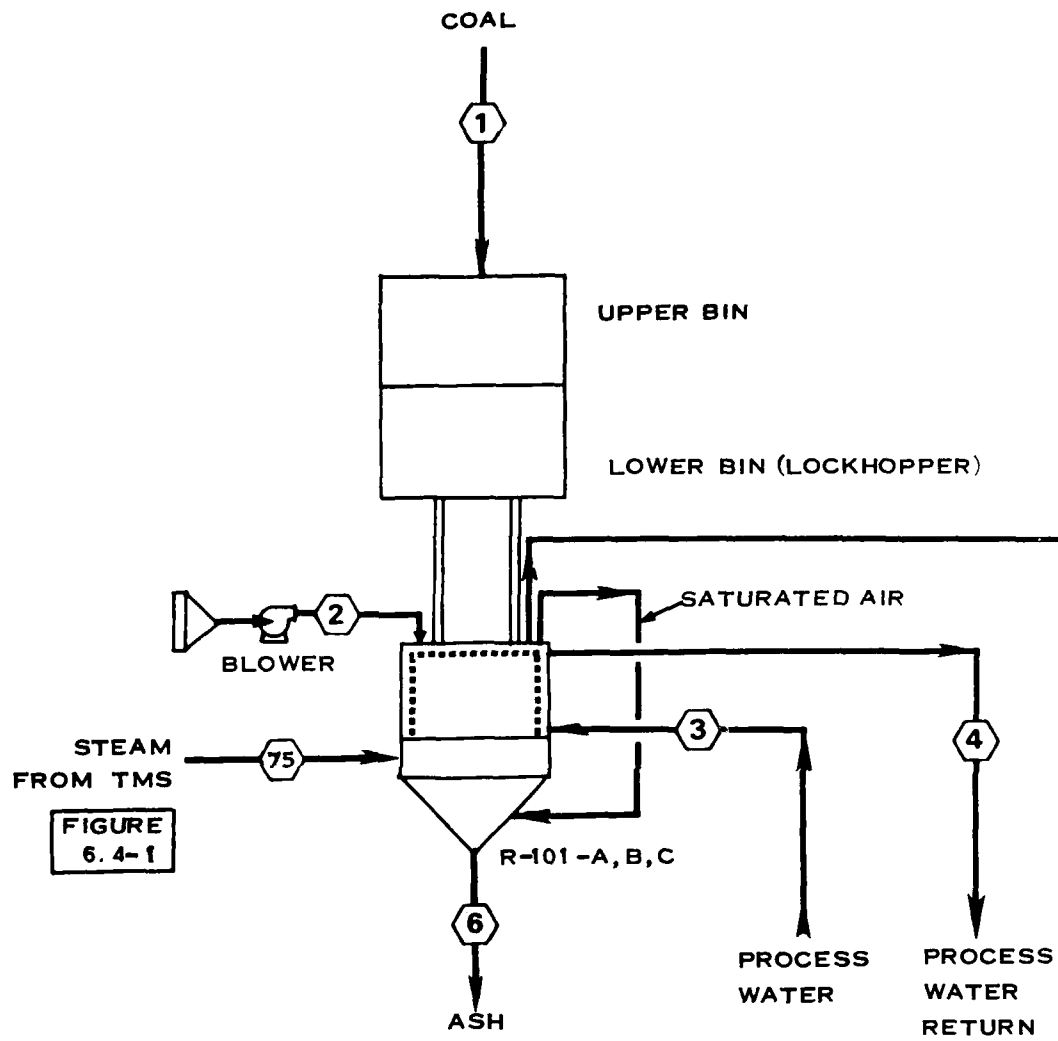 COAL
1
UPPER BIN
LOWER BIN (LOCKHOPPER)
SATURATED AIR
2
BLOWER
3
4
STEAM
FROM TMS
75
FIGURE
6.4-1
R-101-A, B, C
6
ASH
PROCESS
WATER
PROCESS
WATER
RETURN